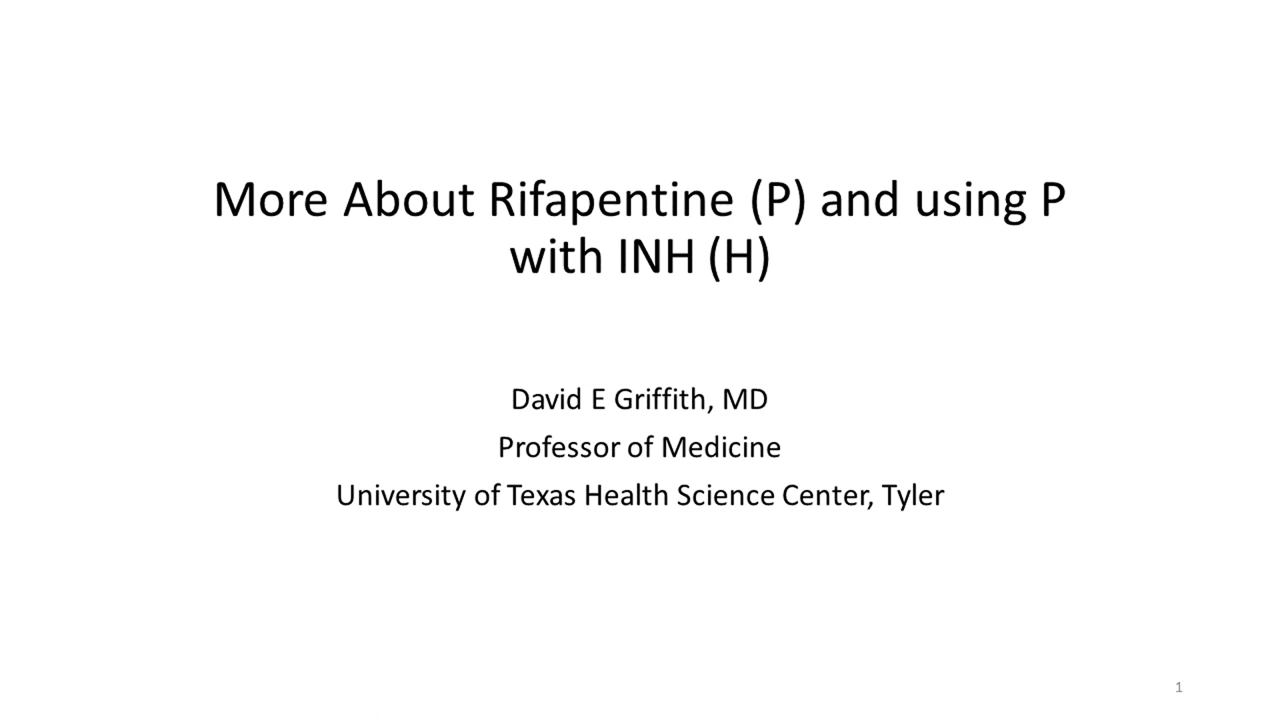 More About Rifapentine (P) and using P
with INH (H)
David E Griffith, MD
Professor of Medicine
University of Texas Health Science Center, Tyler
1